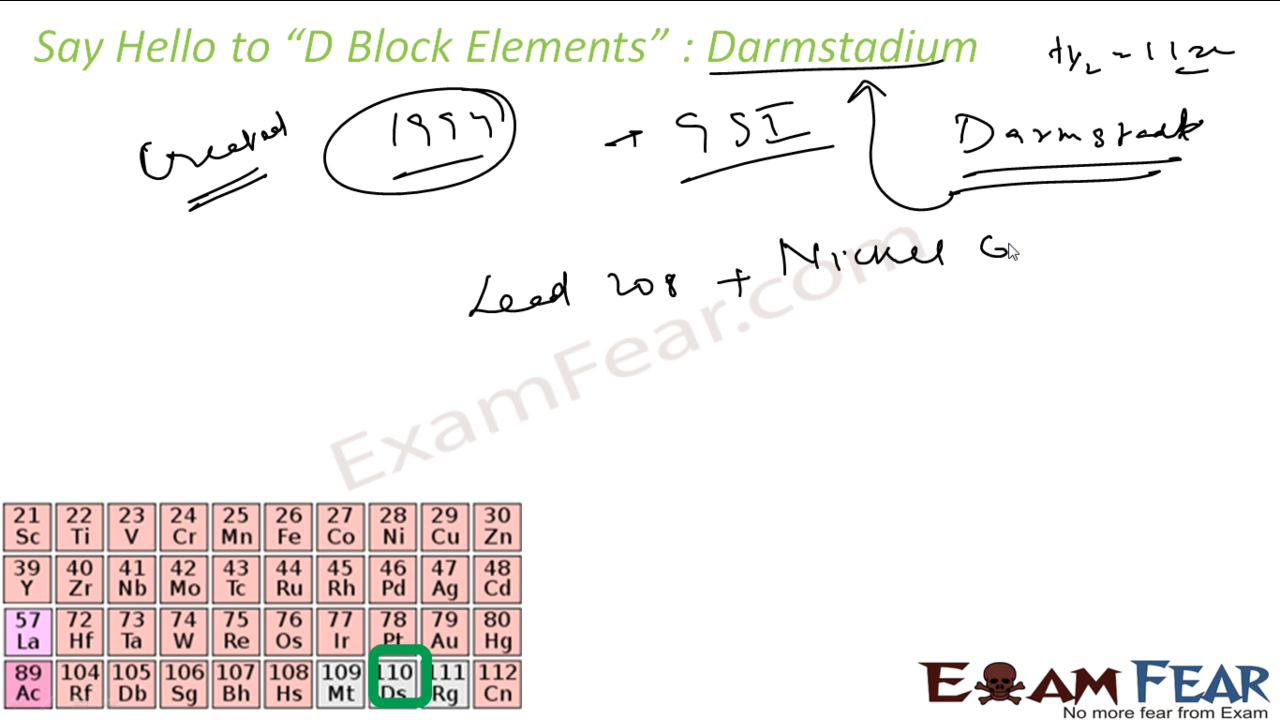 Say Hello to “D Block Elements” : Darmstadium
Created 1994 → GSI Darmstadt
Lead 208 + Nickel 6
ExamFear.com
21 22 23 24 25 26 27 28 29 30
Sc Ti V Cr Mn Fe Co Ni Cu Zn
39 40 41 42 43 44 45 46 47 48
Y Zr Nb Mo Tc Ru Rh Pd Ag Cd
57 72 73 74 75 76 77 78 79 80
La Hf Ta W Re Os Ir Pt Au Hg
89 104 105 106 107 108 109 110 111 112
Ac Rf Db Sg Bh Hs Mt Ds Rg Cn
EXAM FEAR
No more fear from Exam